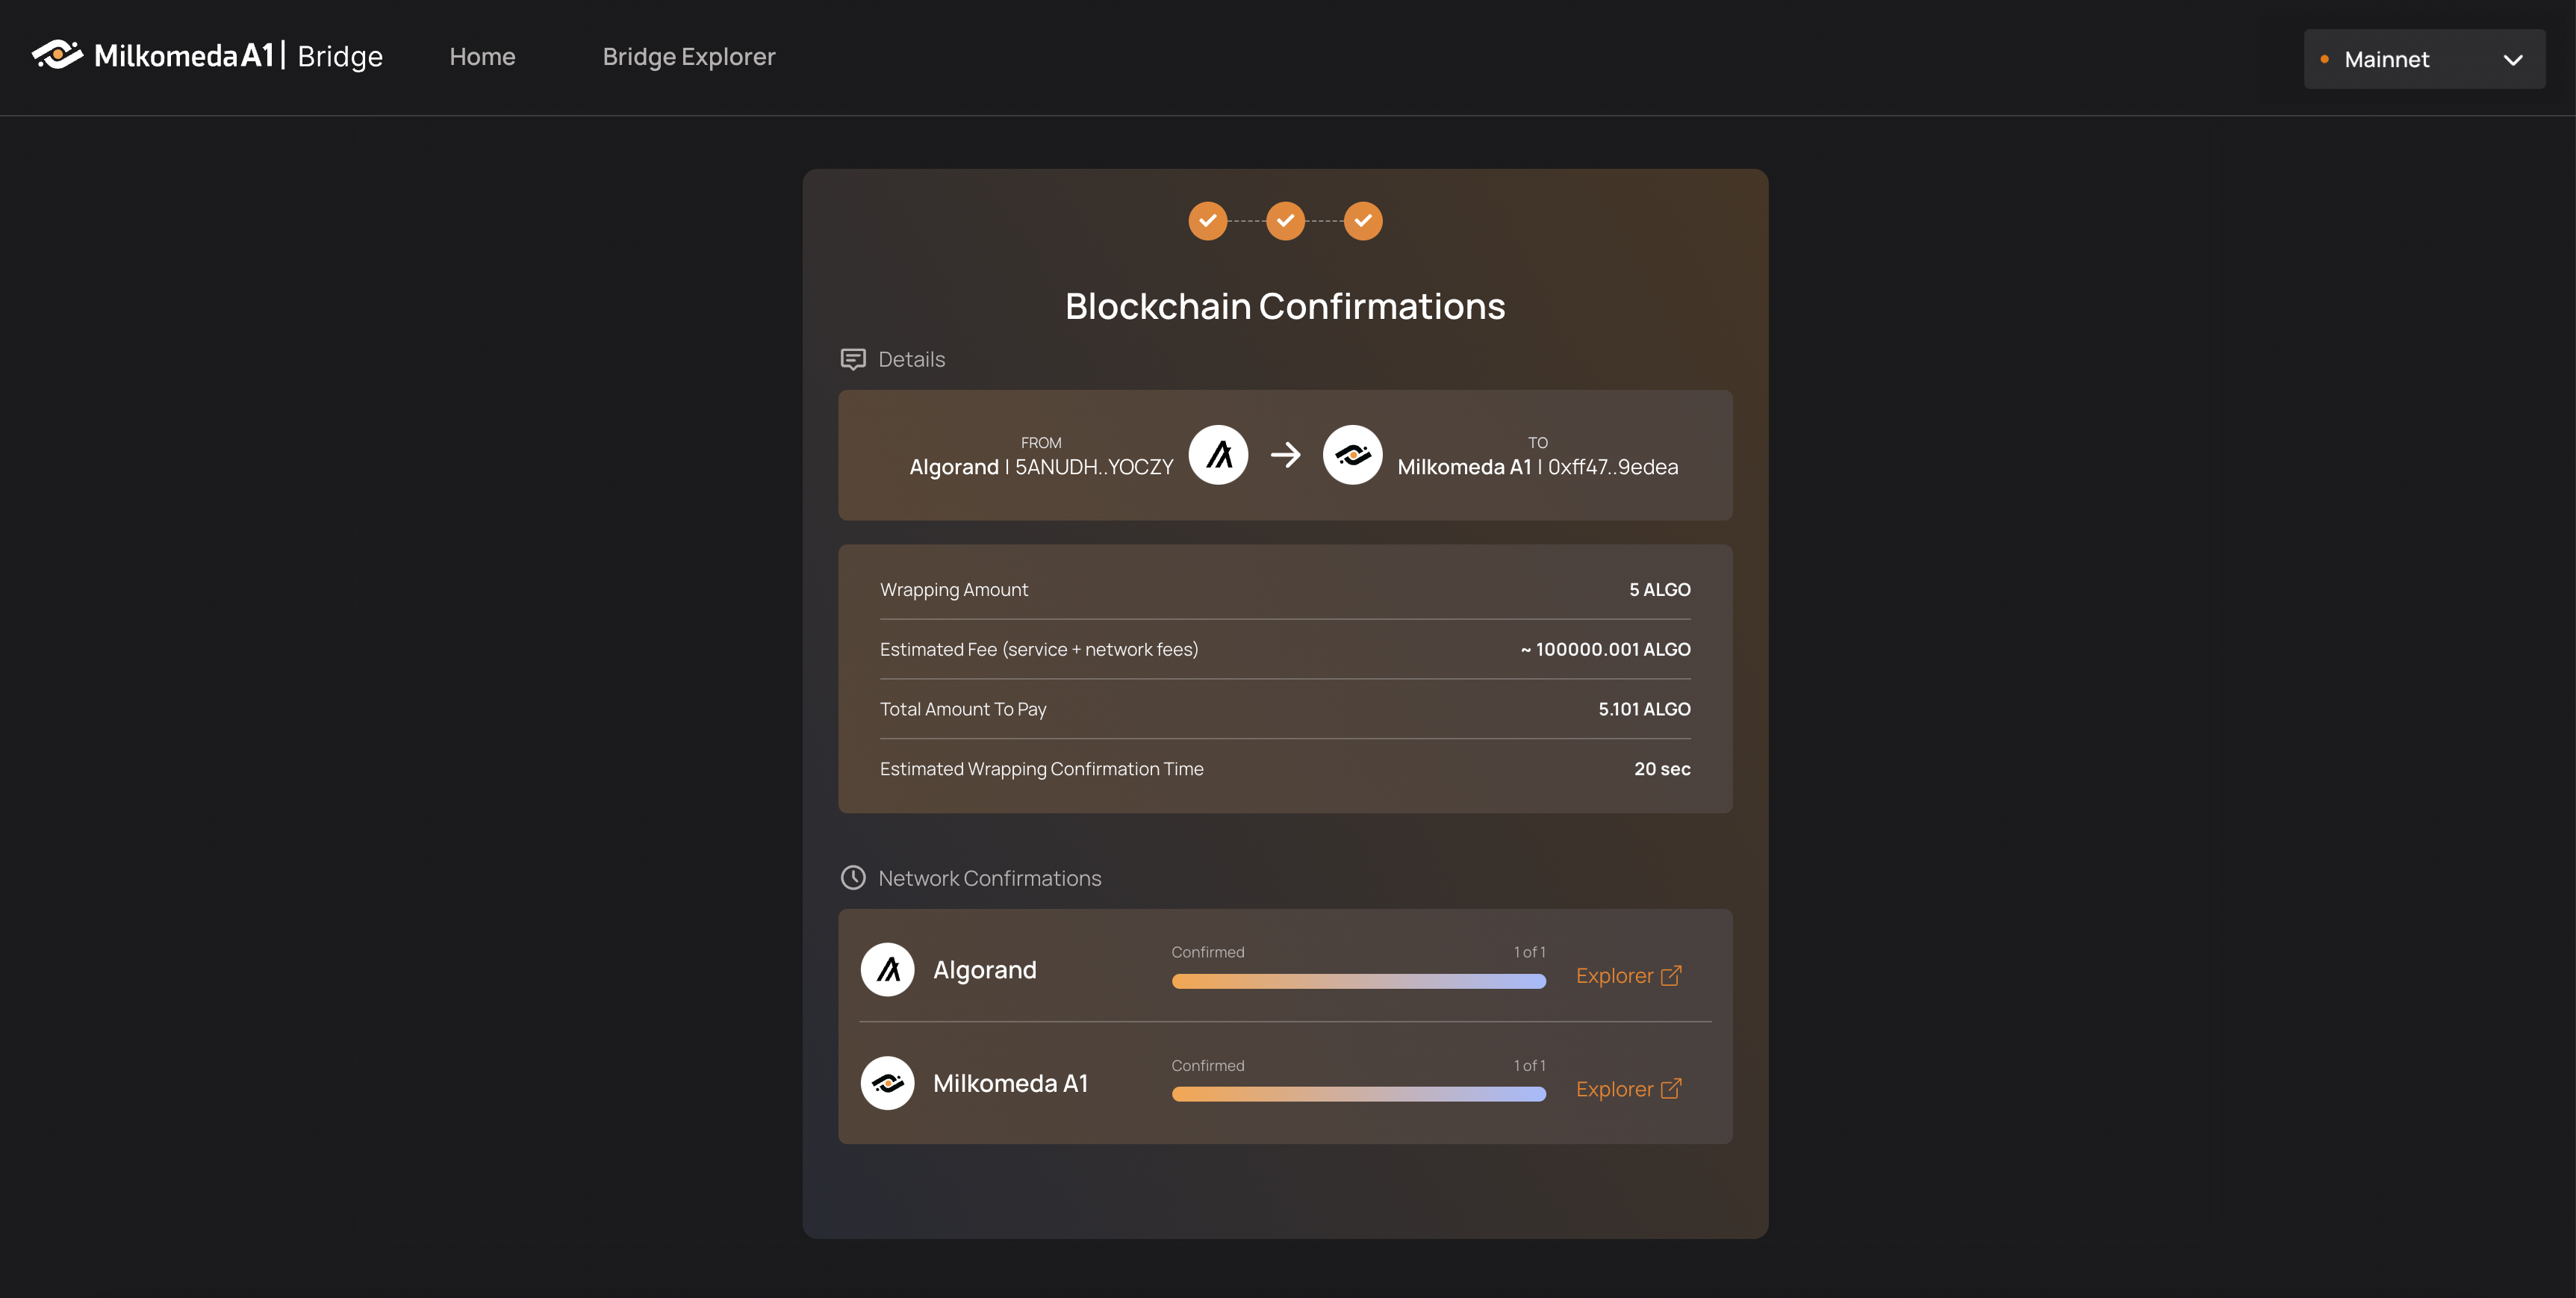 MilkomedaA1| Bridge
Home
Bridge Explorer
Mainnet
Blockchain Confirmations
Details
FROM
Algorand | 5ANUDH..YOCZY
TO
Milkomeda A1 | 0xff47..9edea
Wrapping Amount 5 ALGO
Estimated Fee (service + network fees) ~ 100000.001 ALGO
Total Amount To Pay 5.101 ALGO
Estimated Wrapping Confirmation Time 20 sec
Network Confirmations
Algorand
Confirmed 1 of 1
Explorer
Milkomeda A1
Confirmed 1 of 1
Explorer